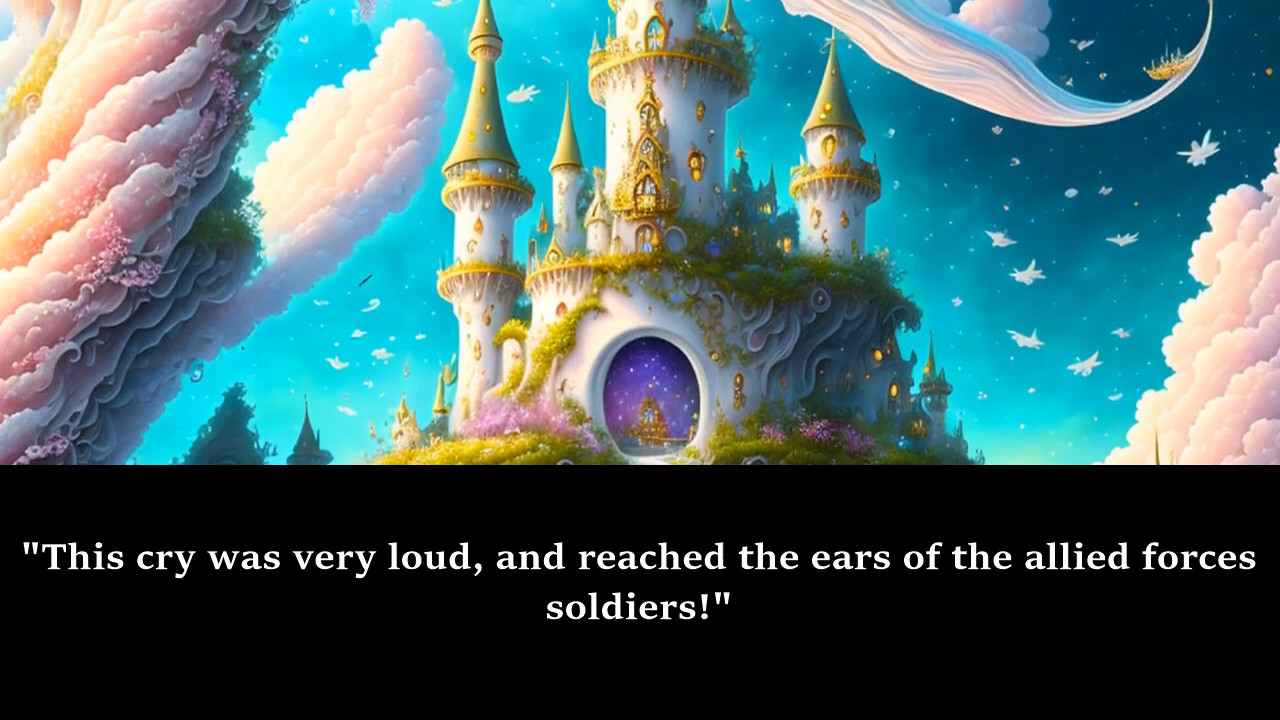 "This cry was very loud, and reached the ears of the allied forces
soldiers!"